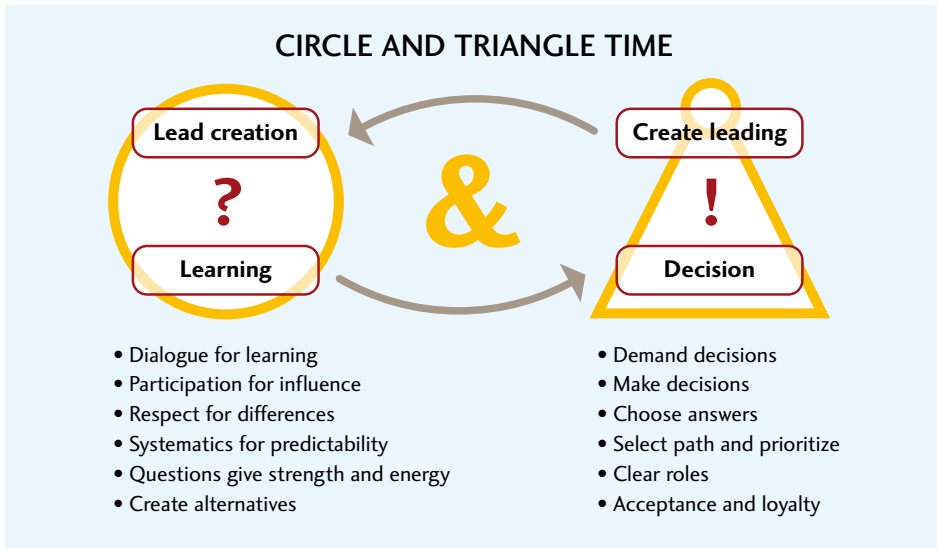 CIRCLE AND TRIANGLE TIME
Lead creation
?
Learning
&
Create leading
!
Decision
• Dialogue for learning
• Participation for influence
• Respect for differences
• Systematics for predictability
• Questions give strength and energy
• Create alternatives
• Demand decisions
• Make decisions
• Choose answers
• Select path and prioritize
• Clear roles
• Acceptance and loyalty